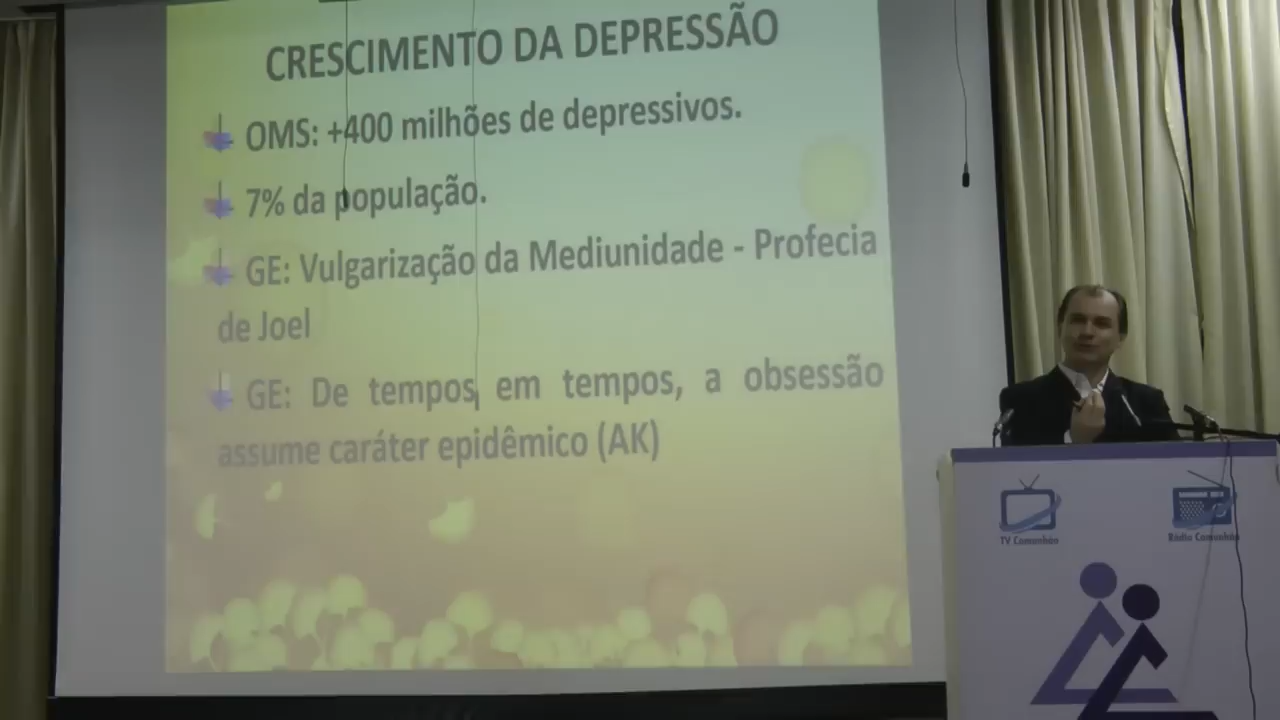 CRESCIMENTO DA DEPRESSÃO
OMS: +400 milhões de depressivos.
7% da população.
GE: Vulgarização da Mediunidade - Profecia
de Joel
GE: De tempos em tempos, a obsessão
assume caráter epidêmico (AK)
TV Comunhão
Rádio Comunhão